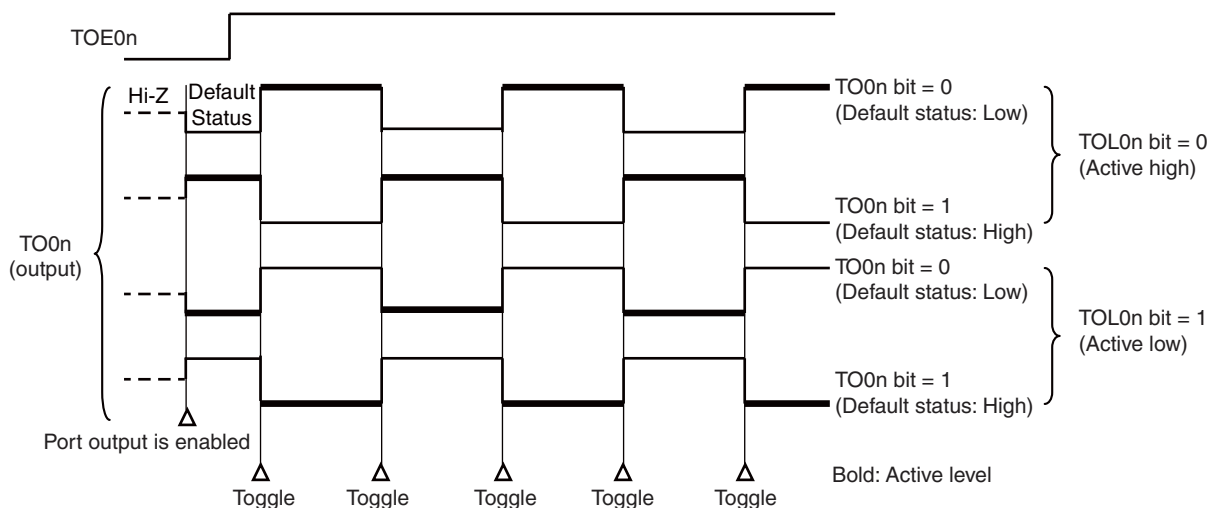 TOE0n
Hi-Z
Default
Status
TO0n
(output)
TO0n bit = 0
(Default status: Low)
TO0n bit = 1
(Default status: High)
TOL0n bit = 0
(Active high)
TO0n bit = 0
(Default status: Low)
TO0n bit = 1
(Default status: High)
TOL0n bit = 1
(Active low)
Port output is enabled
Bold: Active level
Toggle Toggle Toggle Toggle Toggle